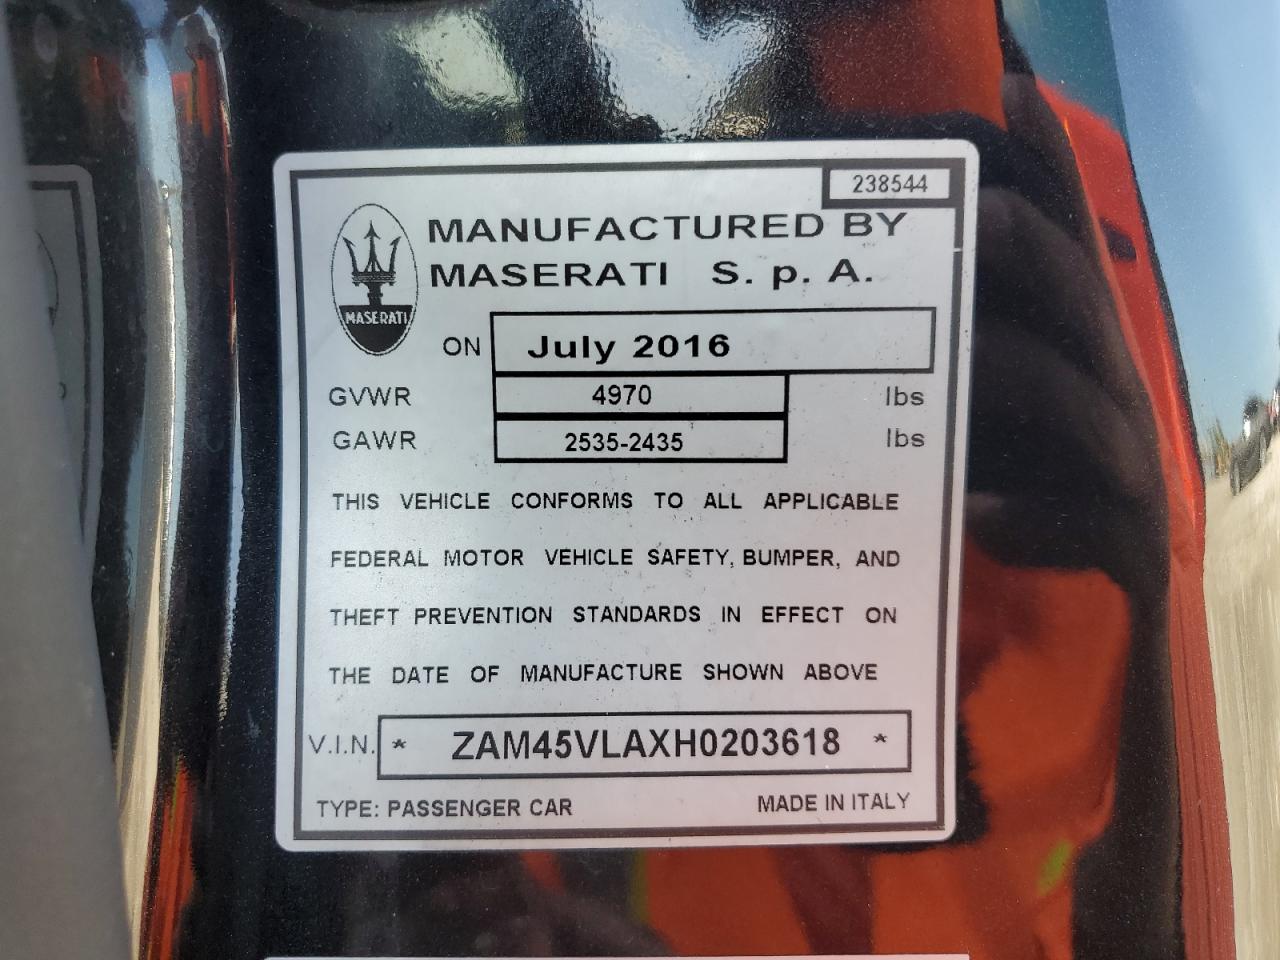 238544
MANUFACTURED BY
MASERATI S. p. A.
MASERATI
ON July 2016
GVWR 4970 lbs
GAWR 2535-2435 lbs
THIS VEHICLE CONFORMS TO ALL APPLICABLE
FEDERAL MOTOR VEHICLE SAFETY, BUMPER, AND
THEFT PREVENTION STANDARDS IN EFFECT ON
THE DATE OF MANUFACTURE SHOWN ABOVE
V.I.N. * ZAM45VLAXH0203618 *
TYPE: PASSENGER CAR MADE IN ITALY